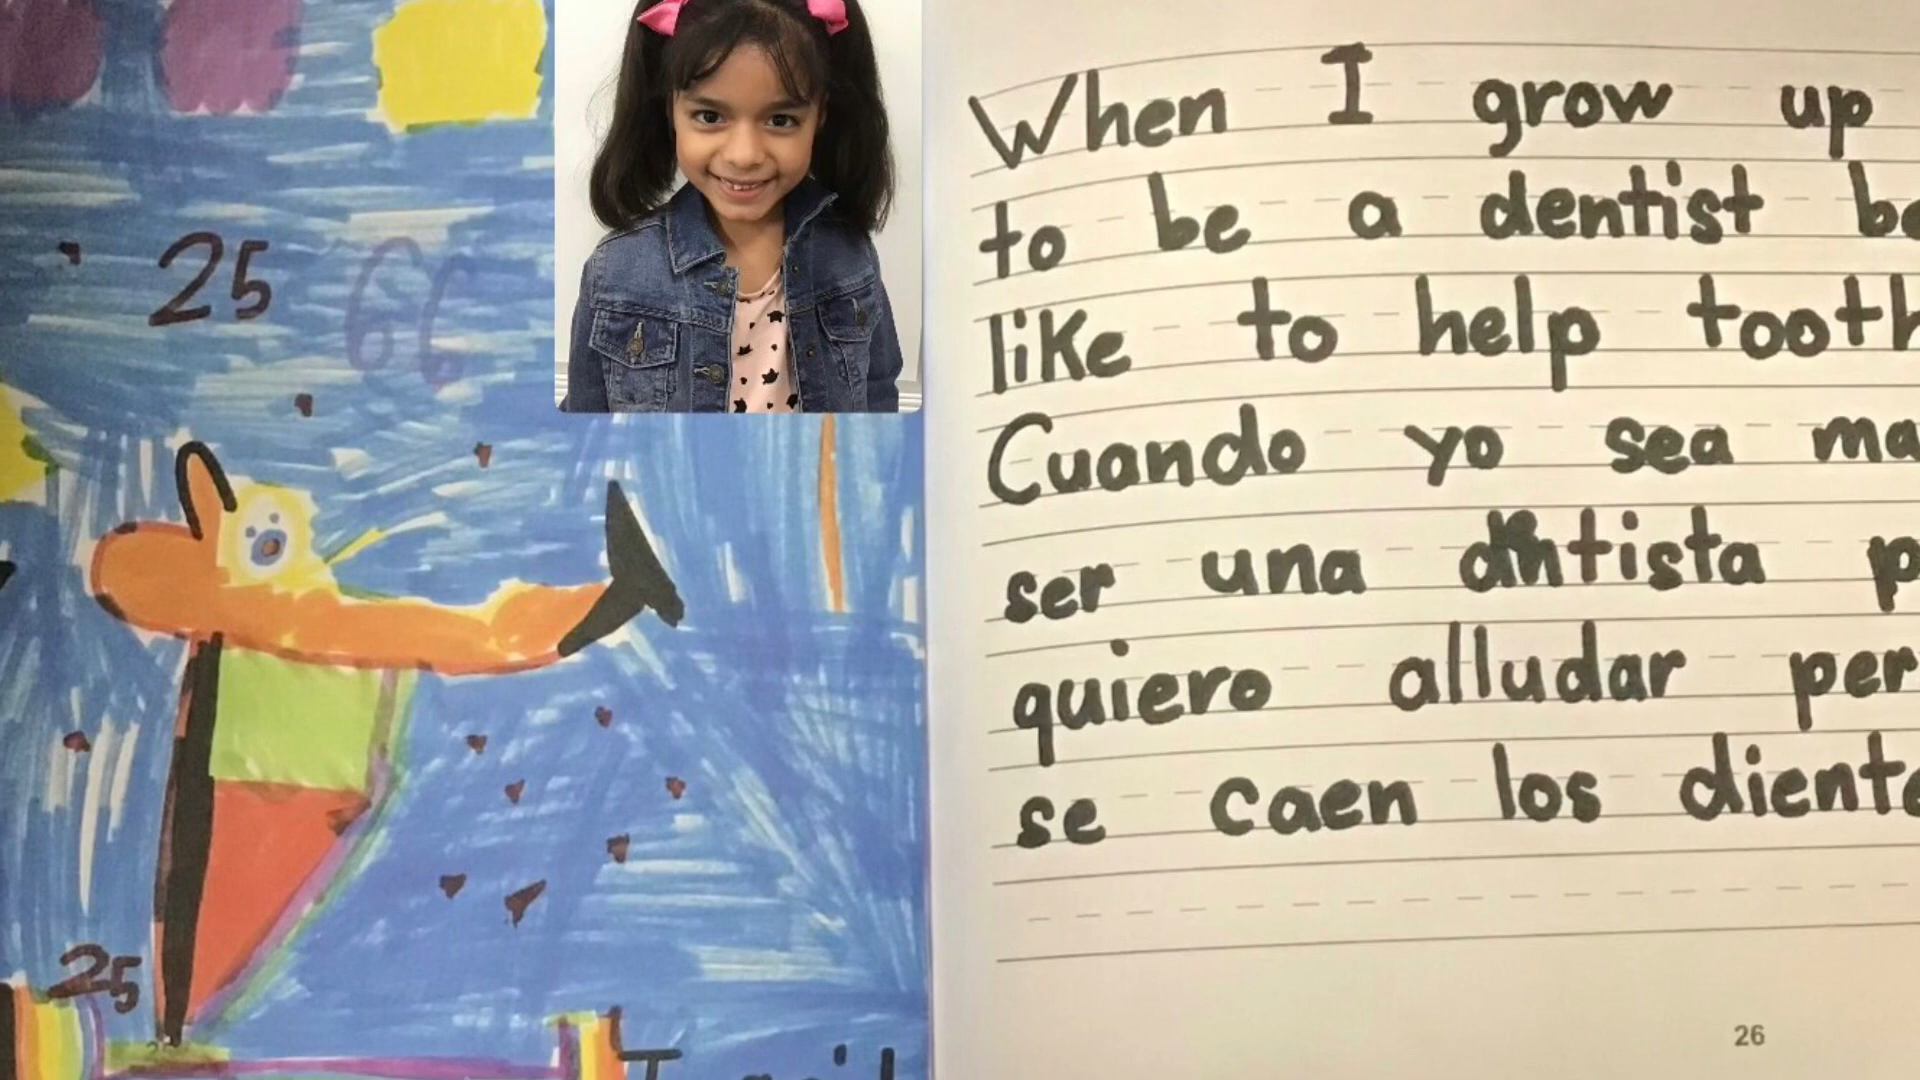 25
66
25
When I grow up
to be a dentist
like to help
Cuando yo sea
ser una dntista
quiero alludar
se caen los
26